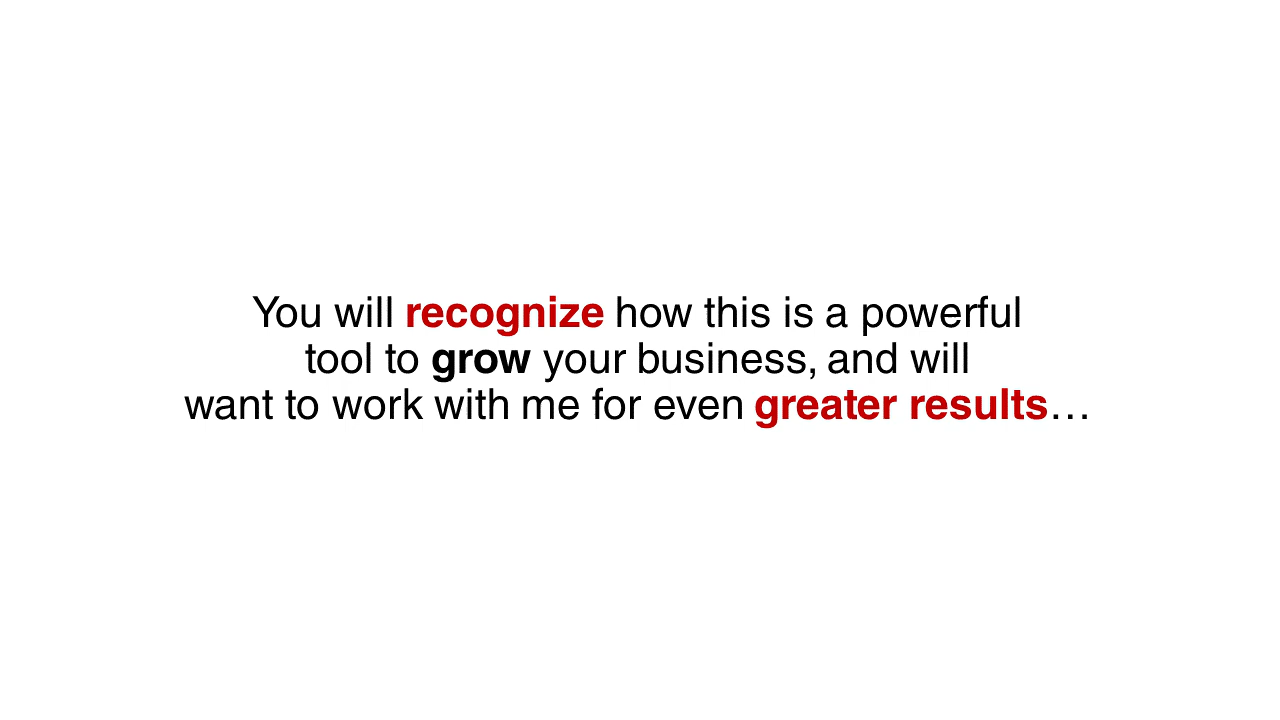 You will recognize how this is a powerful
tool to grow your business, and will
want to work with me for even greater results…